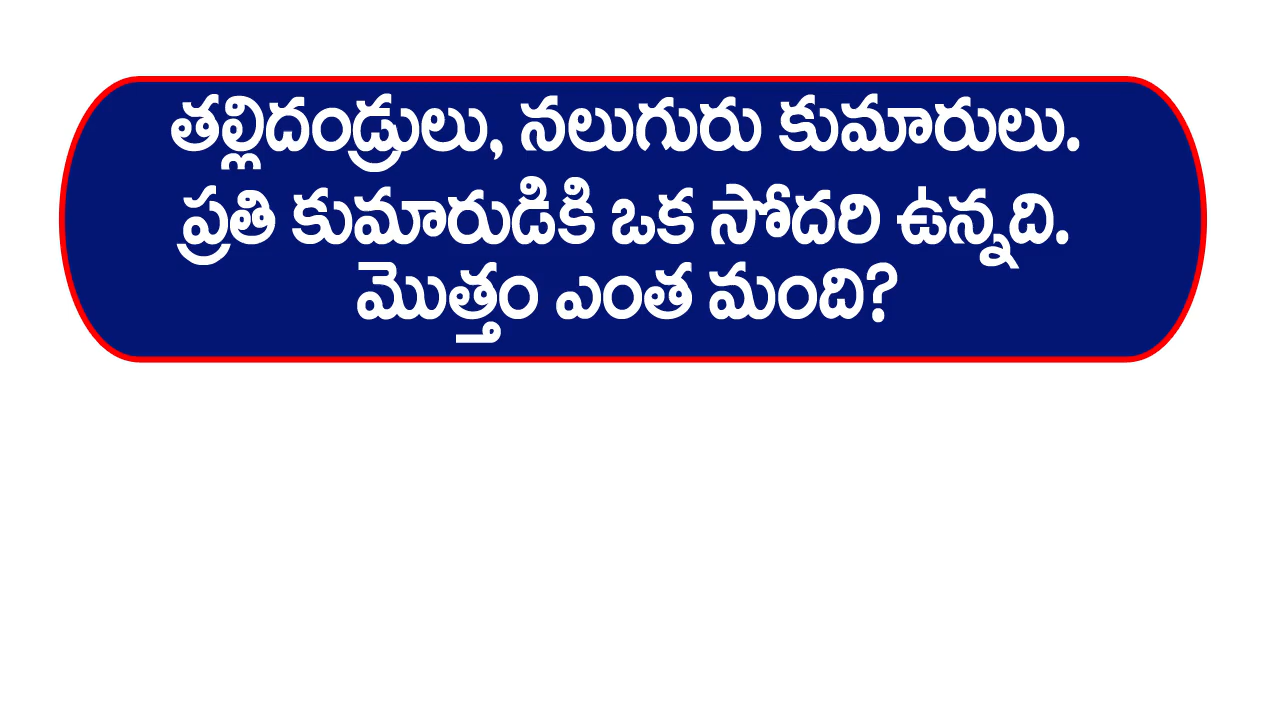 తల్లిదండ్రులు, నలుగురు కుమారులు.
ప్రతి కుమారుడికి ఒక సోదరి ఉన్నది.
మొత్తం ఎంత మంది?